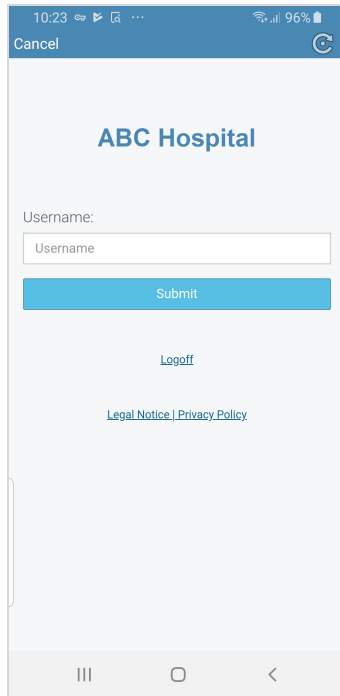 10:23 ··· 96%
Cancel
ABC Hospital
Username:
Username
Submit
Logoff
Legal Notice | Privacy Policy